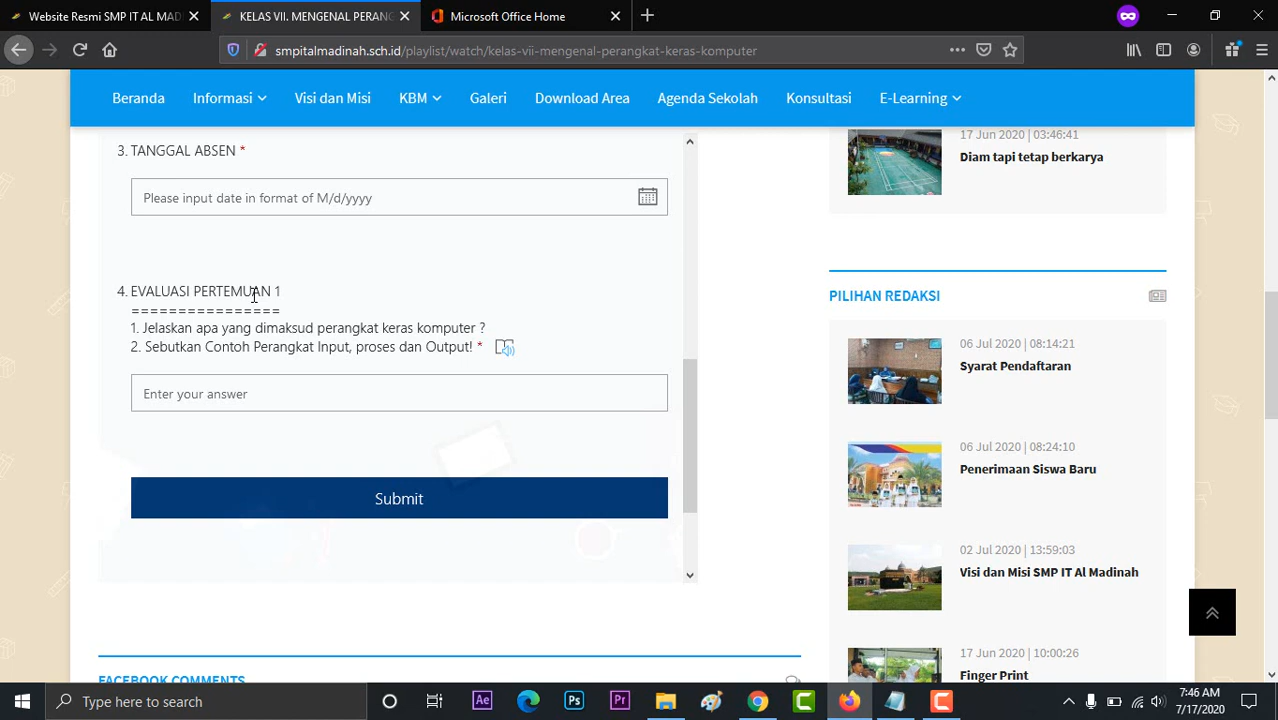 Website Resmi SMP IT AL MAD
KELAS VII. MENGENAL PERANG
Microsoft Office Home
smpitalmadinah.sch.id/playlist/watch/kelas-vii-mengenal-perangkat-keras-komputer
Beranda
Informasi
Visi dan Misi
KBM
Galeri
Download Area
Agenda Sekolah
Konsultasi
E-Learning
3. TANGGAL ABSEN *
Please input date in format of M/d/yyyy
4. EVALUASI PERTEMUAN 1
================
1. Jelaskan apa yang dimaksud perangkat keras komputer ?
2. Sebutkan Contoh Perangkat Input, proses dan Output! *
Enter your answer
Submit
FACEBOOK COMMENTS
17 Jun 2020 | 03:46:41
Diam tapi tetap berkarya
PILIHAN REDAKSI
06 Jul 2020 | 08:14:21
Syarat Pendaftaran
06 Jul 2020 | 08:24:10
Penerimaan Siswa Baru
02 Jul 2020 | 13:59:03
Visi dan Misi SMP IT Al Madinah
17 Jun 2020 | 10:00:26
Finger Print
Type here to search
Ae
Ps
Pr
C
C
7:46 AM
7/17/2020